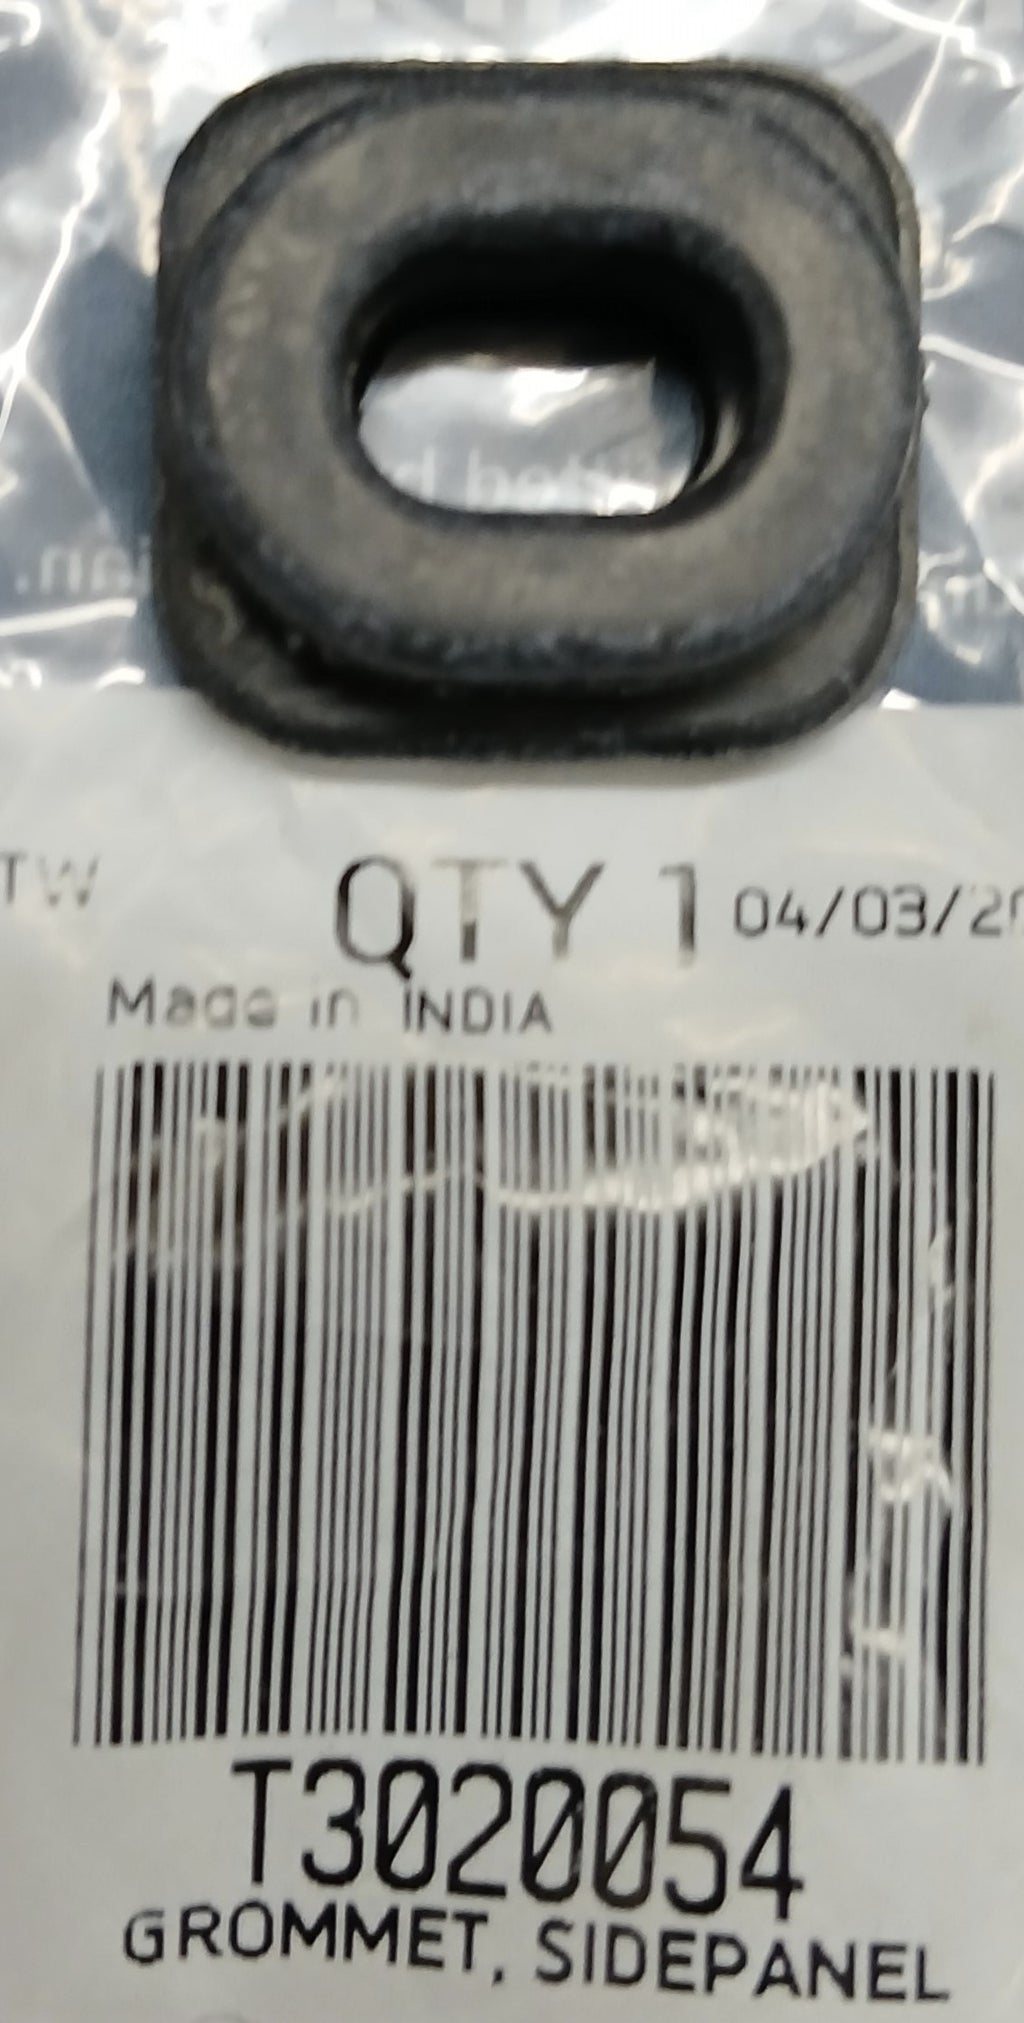 TW QTY 1 04/03/2
Made in INDIA
T3020054
GROMMET, SIDEPANEL